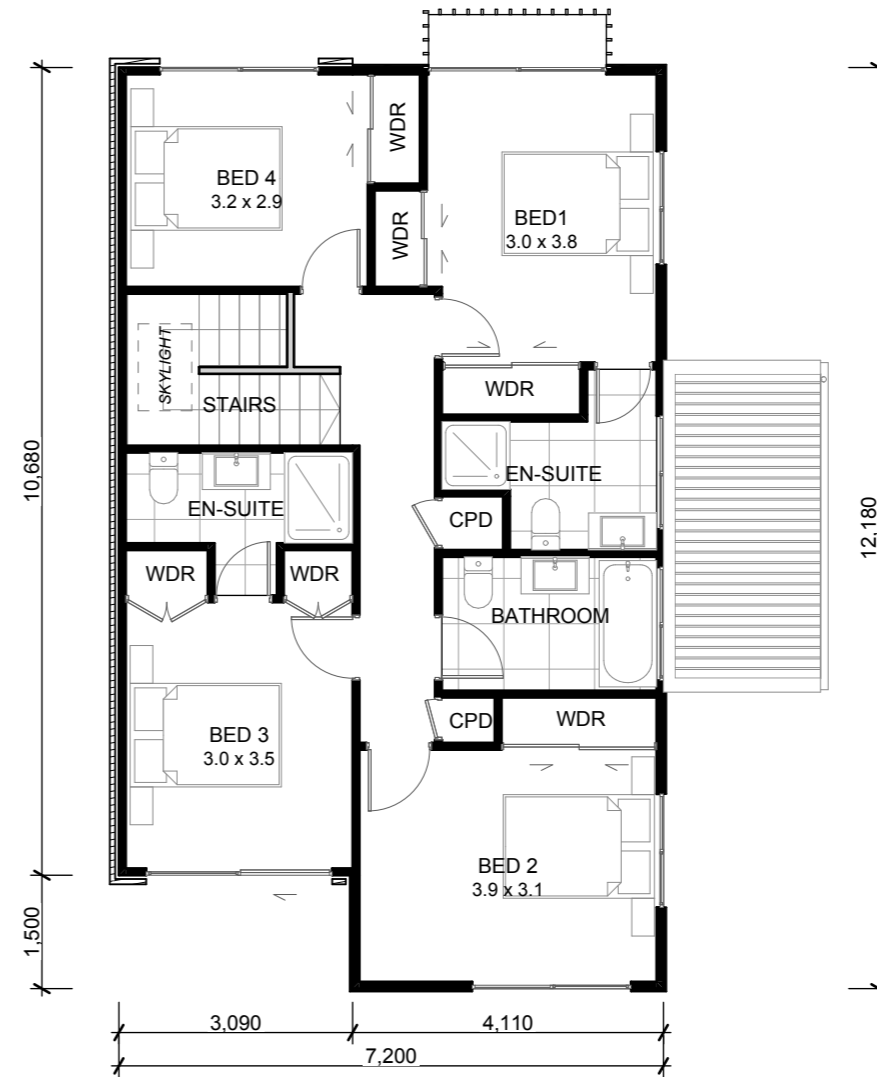 WDR
BED 4
3.2 x 2.9
WDR
BED1
3.0 x 3.8
SKYLIGHT
STAIRS
WDR
EN-SUITE
EN-SUITE
CPD
WDR
WDR
BATHROOM
10,680
12,180
CPD
WDR
BED 3
3.0 x 3.5
BED 2
3.9 x 3.1
1,500
3,090
4,110
7,200